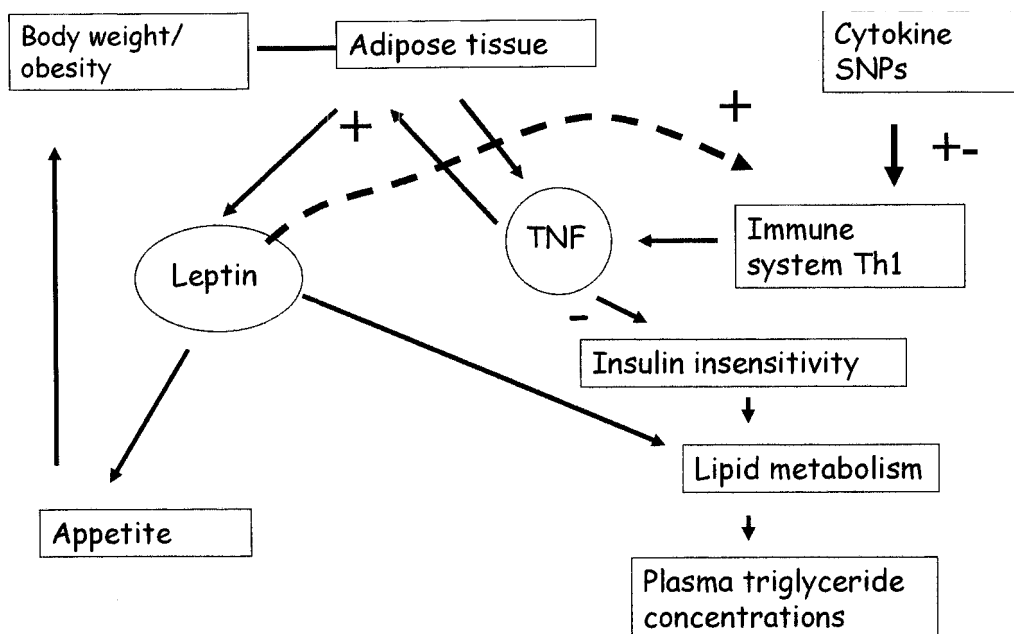 Body weight/
obesity
Adipose tissue
Cytokine
SNPs
+
+
+-
Leptin
TNF
Immune
system Th1
-
Insulin insensitivity
Lipid metabolism
Appetite
Plasma triglyceride
concentrations